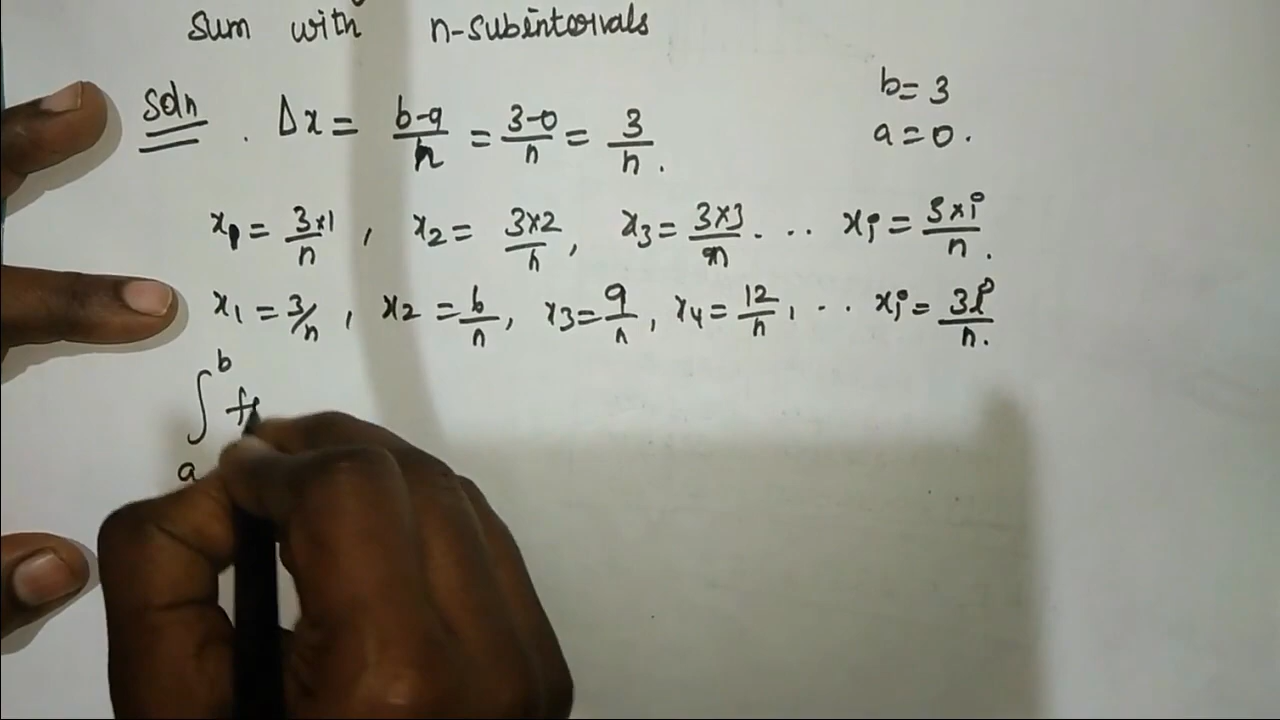 Sum with n-subintervals
b = 3
Soln . Δx = b-a/n = 3-0/n = 3/n.
a = 0.
x1 = 3×1/n , x2 = 3×2/n, x3 = 3×3/n ... xi = 3×i/n.
x1 = 3/n , x2 = 6/n, x3 = 9/n, x4 = 12/n, ... xi = 3i/n.
∫ₐᵇ f